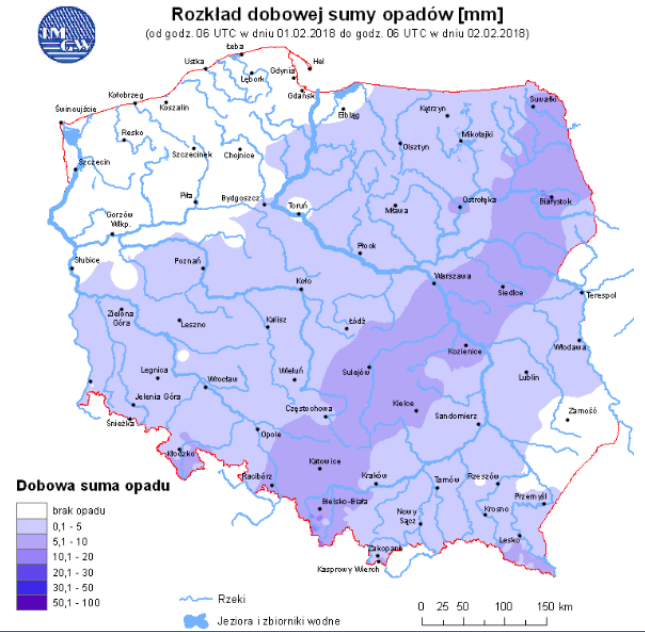 IM
GW
Rozkład dobowej sumy opadów [mm]
(od godz. 06 UTC w dniu 01.02.2018 do godz. 06 UTC w dniu 02.02.2018)
Łeba
Ustka
Hel
Gdynia
Lębork
Gdańsk
Kołobrzeg
Koszalin
Suwałki
Świnoujście
Elbląg
Kętrzyn
Resko
Mikołajki
Olsztyn
Szczecinek
Chojnice
Szczecin
Piła
Bydgoszcz
Ostrołęka
Białystok
Toruń
Mława
Gorzów
Wlkp.
Płock
Słubice
Poznań
Koło
Warszawa
Siedlce
Terespol
Zielona
Góra
Leszno
Kalisz
Łódź
Kozienice
Włodawa
Legnica
Wrocław
Wieluń
Sulejów
Lublin
Jelenia Góra
Kielce
Częstochowa
Zamość
Śnieżka
Sandomierz
Opole
Kłodzko
Katowice
Racibórz
Kraków
Tarnów
Rzeszów
Przemyśl
Bielsko-Biała
Nowy
Sącz
Krosno
Lesko
Zakopane
Kasprowy Wierch
Dobowa suma opadu
brak opadu
0,1 - 5
5,1 - 10
10,1 - 20
20,1 - 30
30,1 - 50
50,1 - 100
Rzeki
Jeziora i zbiorniki wodne
0 25 50 100 150 km